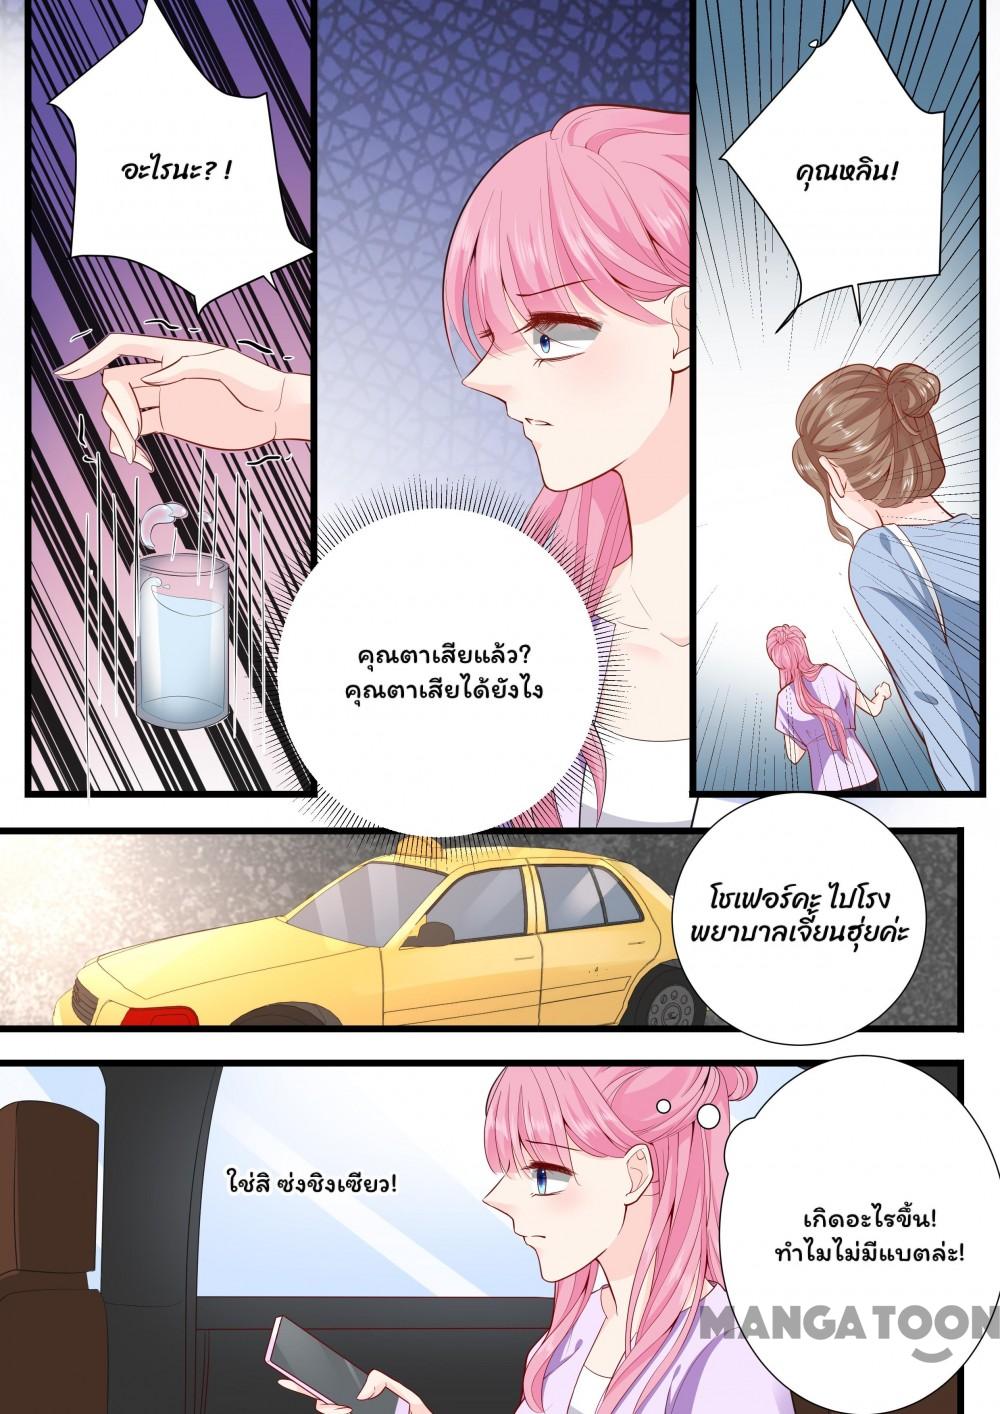 อะไรนะ? !
คุณหลิน!
คุณตาเสียแล้ว?
คุณตาเสียได้ยังไง
โชเฟอร์คะ ไปโรง
พยาบาลเจี้ยนฮุ่ยค่ะ
ใช่สิ ซ่งชิงเซียว!
เกิดอะไรขึ้น!
ทำไมไม่มีแบตล่ะ!
MANGATOON